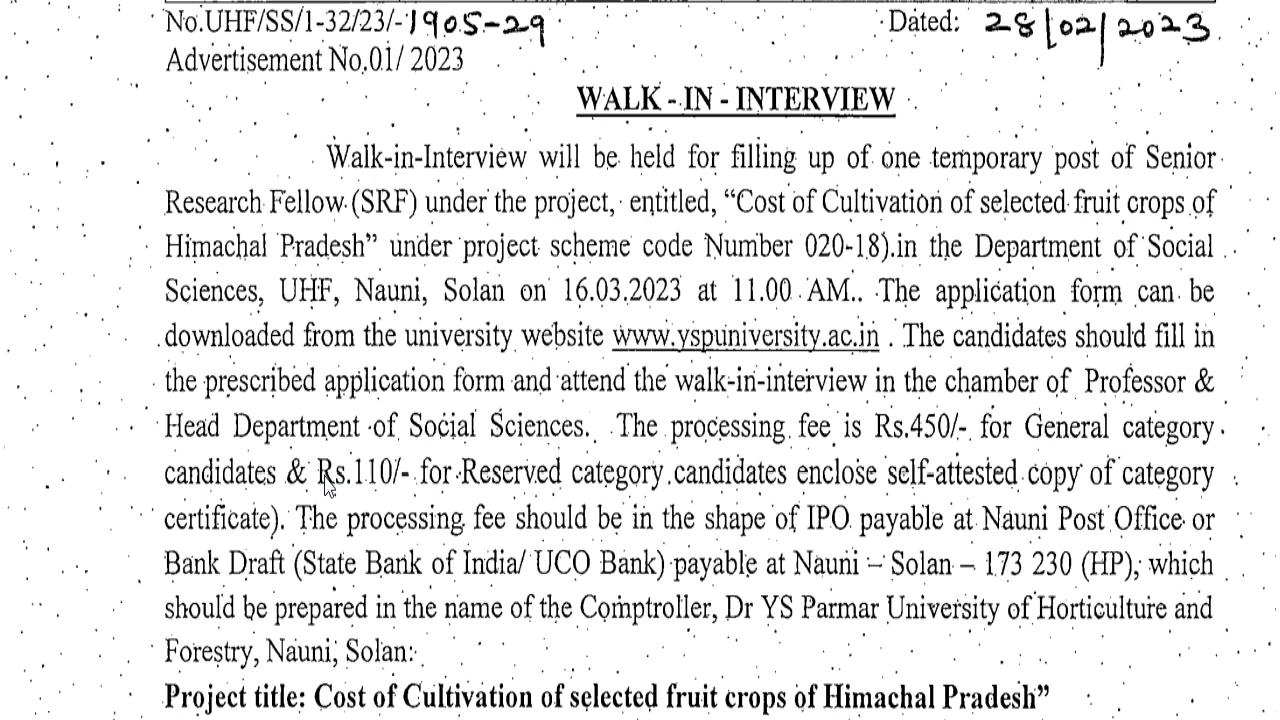 No.UHF/SS/1-32/23/-1905-29 Dated: 28/02/2023
Advertisement No.01/ 2023
WALK - IN - INTERVIEW
Walk-in-Interview will be held for filling up of one temporary post of Senior
Research Fellow (SRF) under the project, entitled, “Cost of Cultivation of selected fruit crops of
Himachal Pradesh” under project scheme code Number 020-18).in the Department of Social
Sciences, UHF, Nauni, Solan on 16.03.2023 at 11.00 AM.. The application form can be
downloaded from the university website www.yspuniversity.ac.in . The candidates should fill in
the prescribed application form and attend the walk-in-interview in the chamber of Professor &
Head Department of Social Sciences. The processing fee is Rs.450/- for General category
candidates & Rs.110/- for Reserved category candidates enclose self-attested copy of category
certificate). The processing fee should be in the shape of IPO payable at Nauni Post Office or
Bank Draft (State Bank of India/ UCO Bank) payable at Nauni – Solan – 173 230 (HP), which
should be prepared in the name of the Comptroller, Dr YS Parmar University of Horticulture and
Forestry, Nauni, Solan:
Project title: Cost of Cultivation of selected fruit crops of Himachal Pradesh”